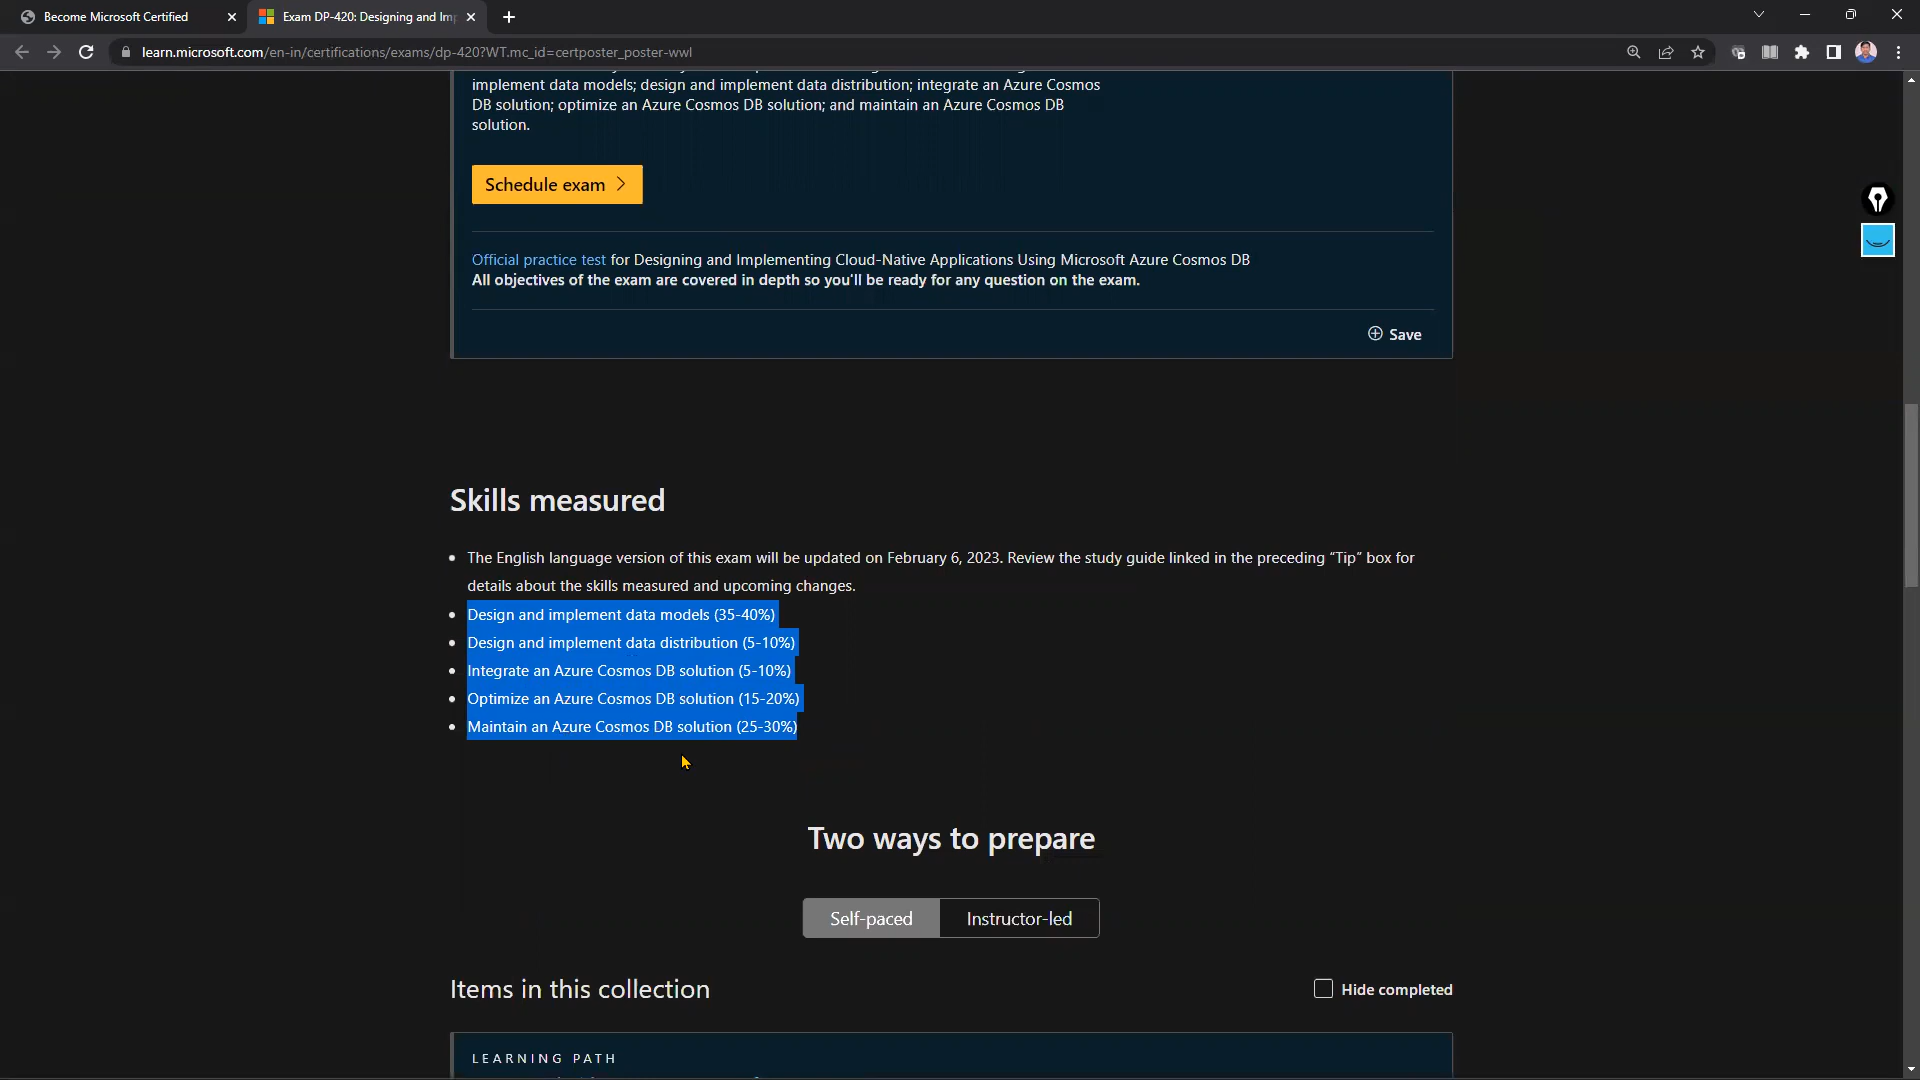 Become Microsoft Certified
Exam DP-420: Designing and Imp
learn.microsoft.com/en-in/certifications/exams/dp-420?WT.mc_id=certposter_poster-wwl
implement data models; design and implement data distribution; integrate an Azure Cosmos
DB solution; optimize an Azure Cosmos DB solution; and maintain an Azure Cosmos DB
solution.
Schedule exam
Official practice test for Designing and Implementing Cloud-Native Applications Using Microsoft Azure Cosmos DB
All objectives of the exam are covered in depth so you'll be ready for any question on the exam.
Save
Skills measured
• The English language version of this exam will be updated on February 6, 2023. Review the study guide linked in the preceding “Tip” box for
details about the skills measured and upcoming changes.
• Design and implement data models (35-40%)
• Design and implement data distribution (5-10%)
• Integrate an Azure Cosmos DB solution (5-10%)
• Optimize an Azure Cosmos DB solution (15-20%)
• Maintain an Azure Cosmos DB solution (25-30%)
Two ways to prepare
Self-paced
Instructor-led
Items in this collection
Hide completed
LEARNING PATH